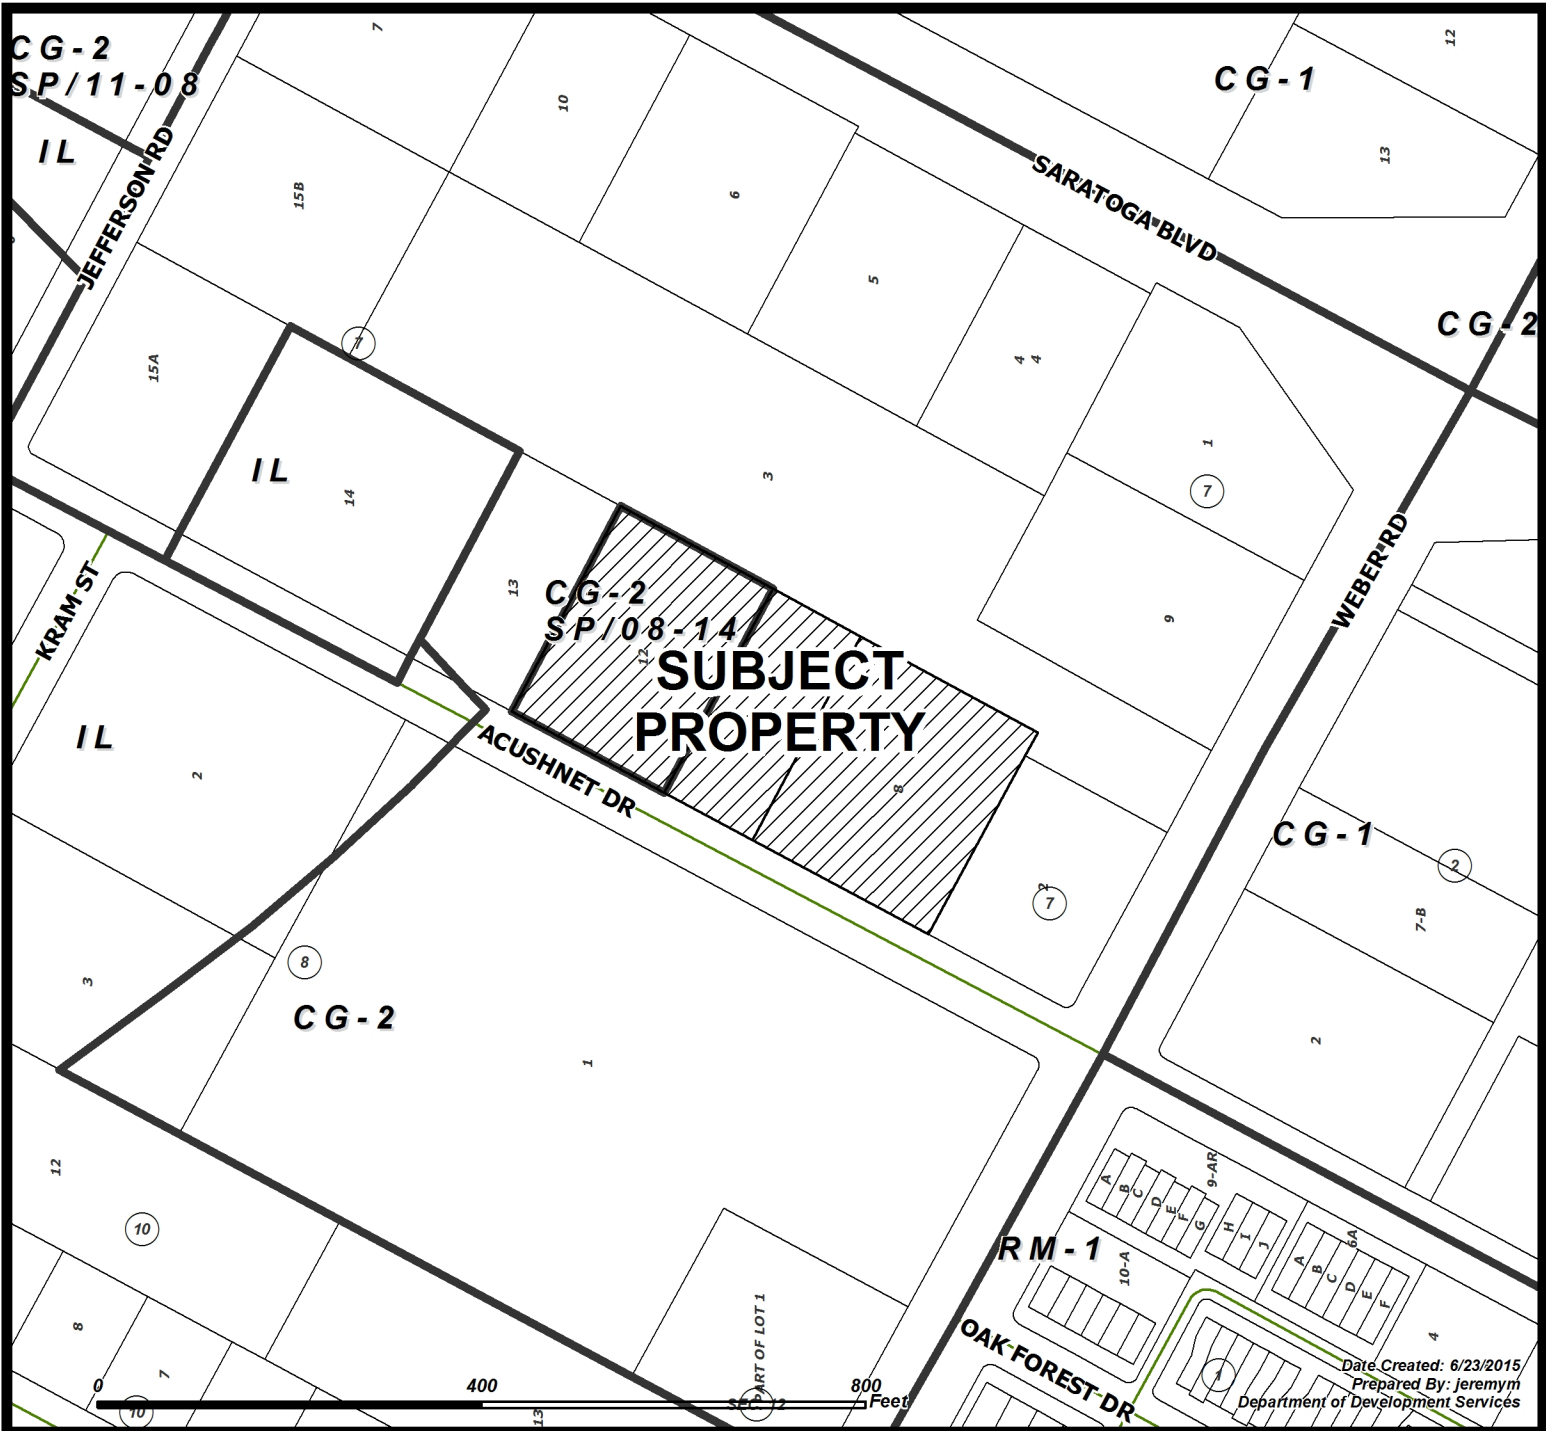 7
12
CG-2
SP/11-08
CG-1
10
IL
13
JEFFERSON RD
SARATOGA BLVD
15B
6
5
CG-2
7
4
4
15A
1
IL
3
14
7
WEBER RD
13
CG-2
SP/08-14
KRAM ST
9
12
SUBJECT
PROPERTY
IL
2
ACUSHNET DR
8
CG-1
2
2
7
7-B
8
3
CG-2
2
1
12
9-AR
A
B
C
D
E
F
G
H
I
J
10
RM-1
10-A
6A
A
B
C
D
E
F
8
PART OF LOT 1
OAK FOREST DR
4
7
1
0
400
800
Feet
SEC. 12
10
13
Date Created: 6/23/2015
Prepared By: jeremym
Department of Development Services